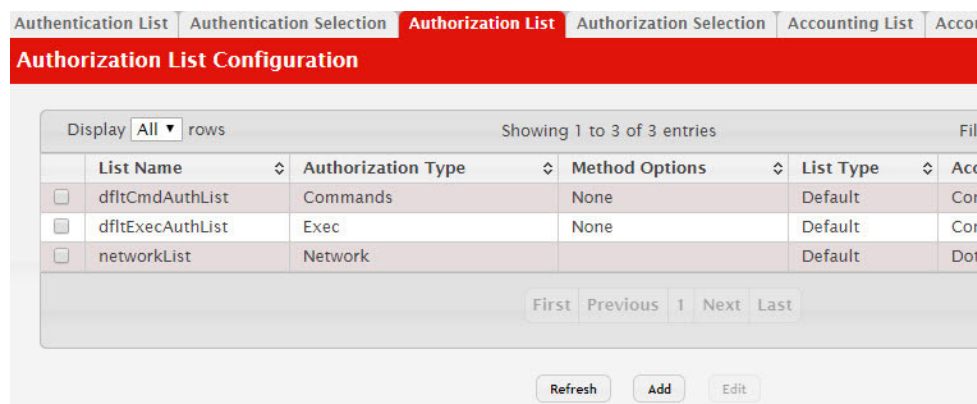 Authentication List Authentication Selection Authorization List Authorization Selection Accounting List
Authorization List Configuration
Display All rows Showing 1 to 3 of 3 entries
List Name Authorization Type Method Options List Type
dfltCmdAuthList Commands None Default
dfltExecAuthList Exec None Default
networkList Network Default
First Previous 1 Next Last
Refresh Add Edit